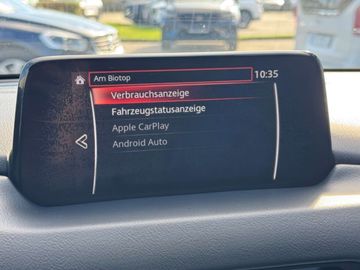 Am Biotop
10:35
Verbrauchsanzeige
Fahrzeugstatusanzeige
Apple CarPlay
Android Auto